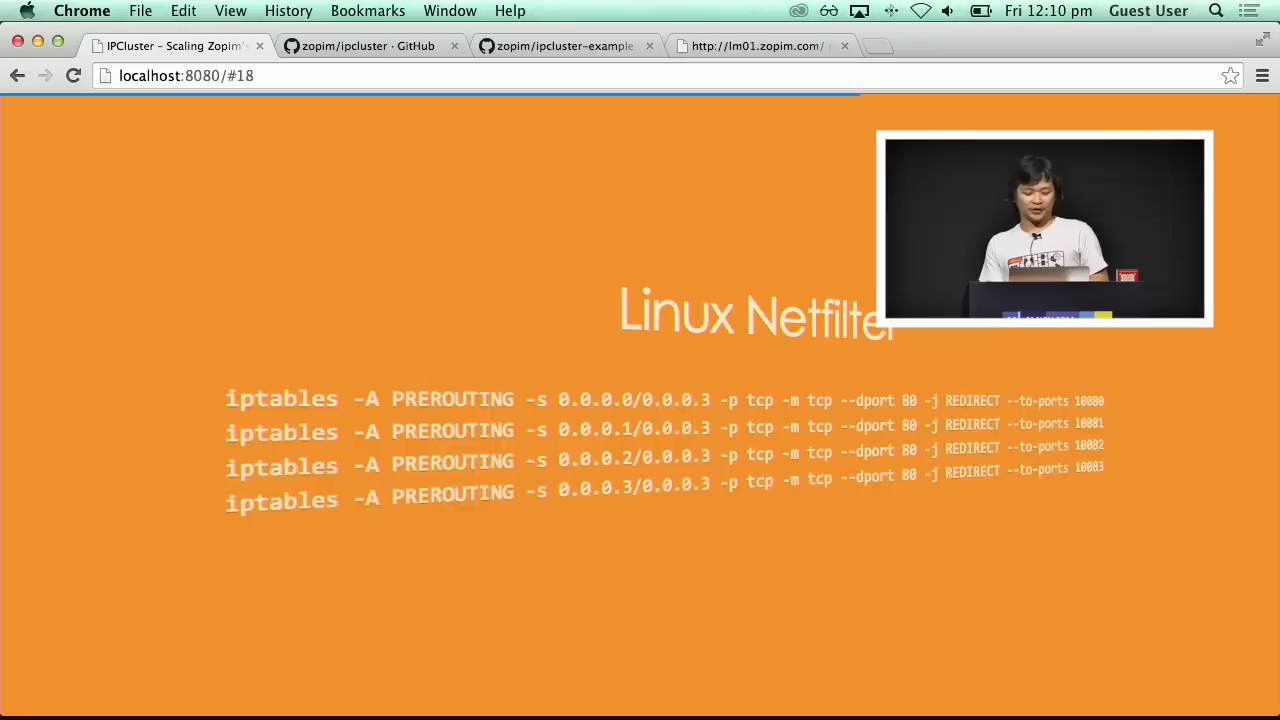 Chrome File Edit View History Bookmarks Window Help Fri 12:10 pm Guest User
IPCluster – Scaling Zopim's zopim/ipcluster · GitHub zopim/ipcluster-example http://lm01.zopim.com/
localhost:8080/#18
Linux Netfilter
iptables -A PREROUTING -s 0.0.0.0/0.0.0.3 -p tcp -m tcp --dport 80 -j REDIRECT --to-ports 10080
iptables -A PREROUTING -s 0.0.0.1/0.0.0.3 -p tcp -m tcp --dport 80 -j REDIRECT --to-ports 10081
iptables -A PREROUTING -s 0.0.0.2/0.0.0.3 -p tcp -m tcp --dport 80 -j REDIRECT --to-ports 10082
iptables -A PREROUTING -s 0.0.0.3/0.0.0.3 -p tcp -m tcp --dport 80 -j REDIRECT --to-ports 10083